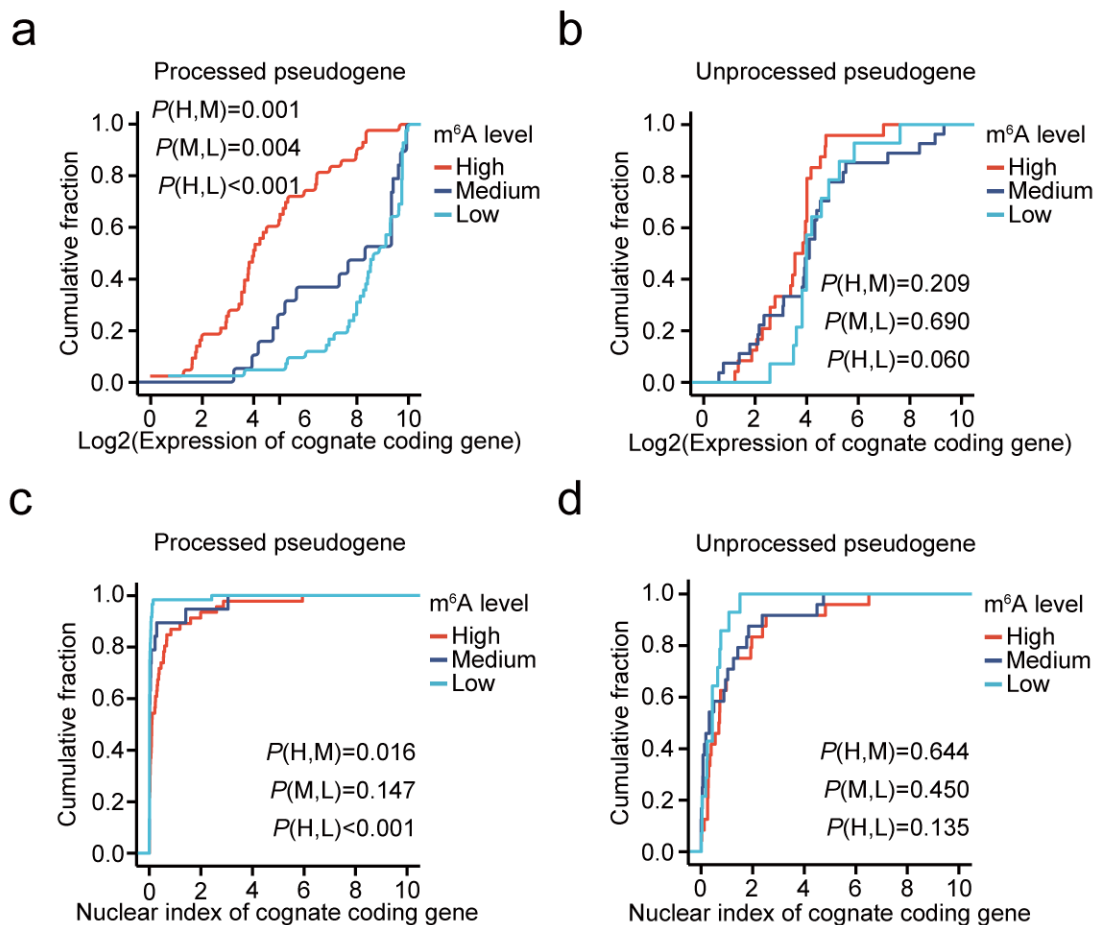 a
Processed pseudogene
P(H,M)=0.001
P(M,L)=0.004
P(H,L)<0.001
1.0
0.8
0.6
0.4
0.2
0.0
Cumulative fraction
0 2 4 6 8 10
Log2(Expression of cognate coding gene)
m⁶A level
High
Medium
Low
b
Unprocessed pseudogene
1.0
0.8
0.6
0.4
0.2
0.0
Cumulative fraction
P(H,M)=0.209
P(M,L)=0.690
P(H,L)=0.060
0 2 4 6 8 10
Log2(Expression of cognate coding gene)
m⁶A level
High
Medium
Low
c
Processed pseudogene
1.0
0.8
0.6
0.4
0.2
0.0
Cumulative fraction
P(H,M)=0.016
P(M,L)=0.147
P(H,L)<0.001
0 2 4 6 8 10
Nuclear index of cognate coding gene
m⁶A level
High
Medium
Low
d
Unprocessed pseudogene
1.0
0.8
0.6
0.4
0.2
0.0
Cumulative fraction
P(H,M)=0.644
P(M,L)=0.450
P(H,L)=0.135
0 2 4 6 8 10
Nuclear index of cognate coding gene
m⁶A level
High
Medium
Low